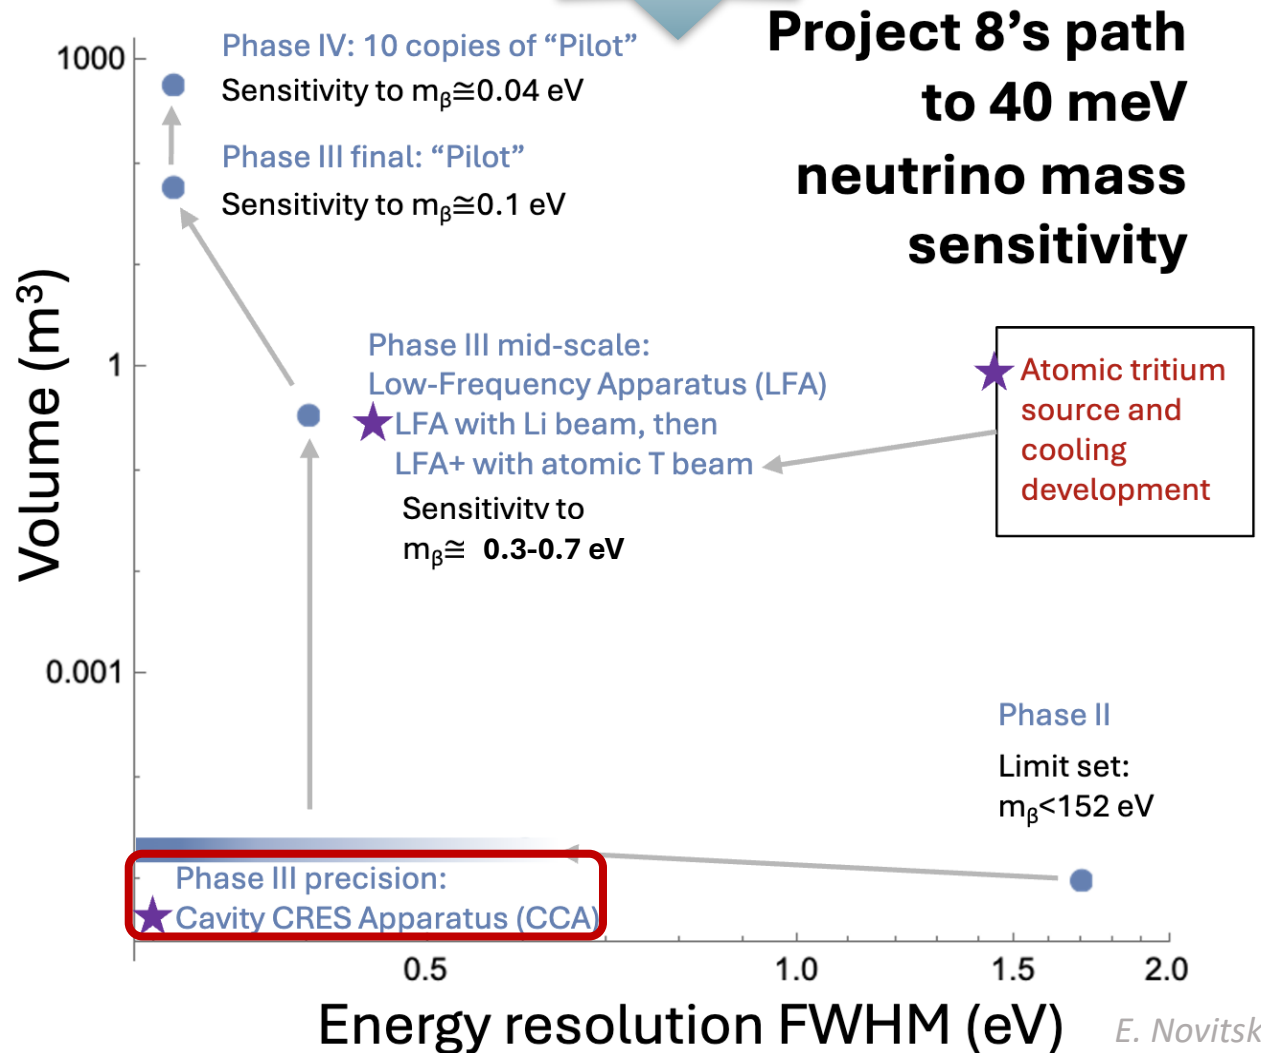 Project 8’s path
to 40 meV
neutrino mass
sensitivity
Phase IV: 10 copies of “Pilot”
Sensitivity to mβ≅0.04 eV
Phase III final: “Pilot”
Sensitivity to mβ≅0.1 eV
Phase III mid-scale:
Low-Frequency Apparatus (LFA)
LFA with Li beam, then
LFA+ with atomic T beam
Sensitivity to
mβ≅ 0.3-0.7 eV
Atomic tritium
source and
cooling
development
Phase II
Limit set:
mβ<152 eV
Phase III precision:
Cavity CRES Apparatus (CCA)
Volume (m³)
1000
1
0.001
0.5
1.0
1.5
2.0
Energy resolution FWHM (eV)
E. Novitsk